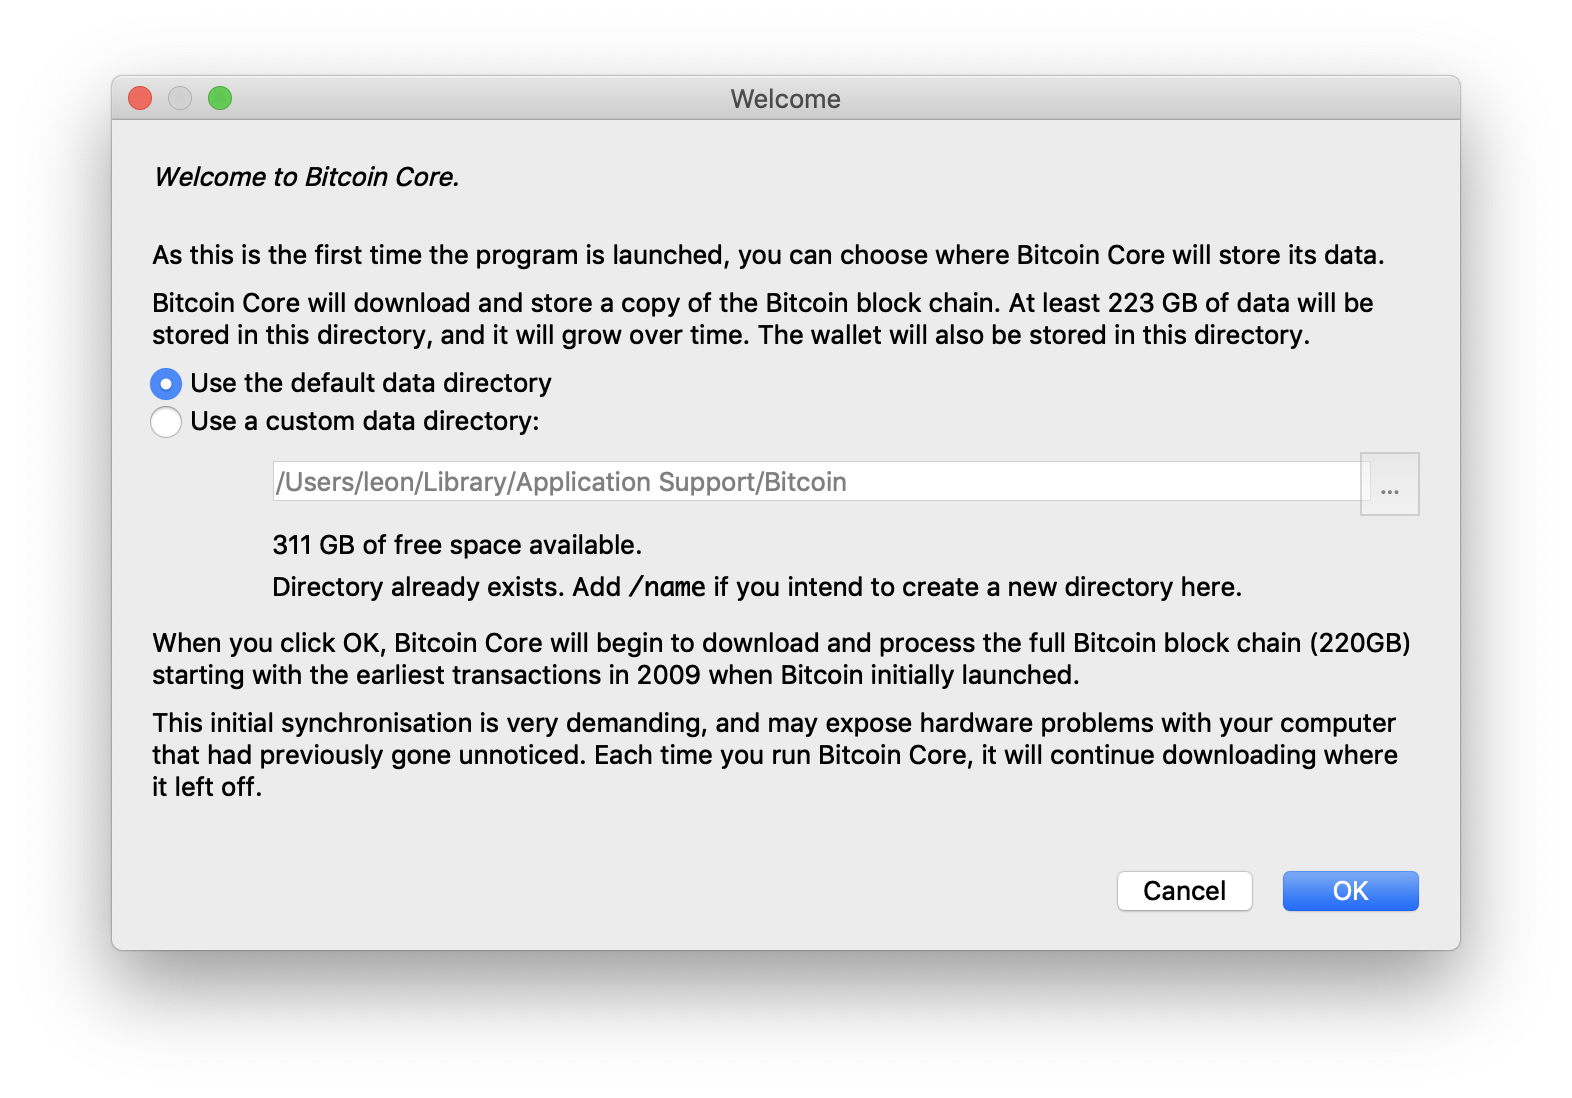 Welcome
Welcome to Bitcoin Core.
As this is the first time the program is launched, you can choose where Bitcoin Core will store its data.
Bitcoin Core will download and store a copy of the Bitcoin block chain. At least 223 GB of data will be
stored in this directory, and it will grow over time. The wallet will also be stored in this directory.
Use the default data directory
Use a custom data directory:
/Users/leon/Library/Application Support/Bitcoin
...
311 GB of free space available.
Directory already exists. Add /name if you intend to create a new directory here.
When you click OK, Bitcoin Core will begin to download and process the full Bitcoin block chain (220GB)
starting with the earliest transactions in 2009 when Bitcoin initially launched.
This initial synchronisation is very demanding, and may expose hardware problems with your computer
that had previously gone unnoticed. Each time you run Bitcoin Core, it will continue downloading where
it left off.
Cancel
OK